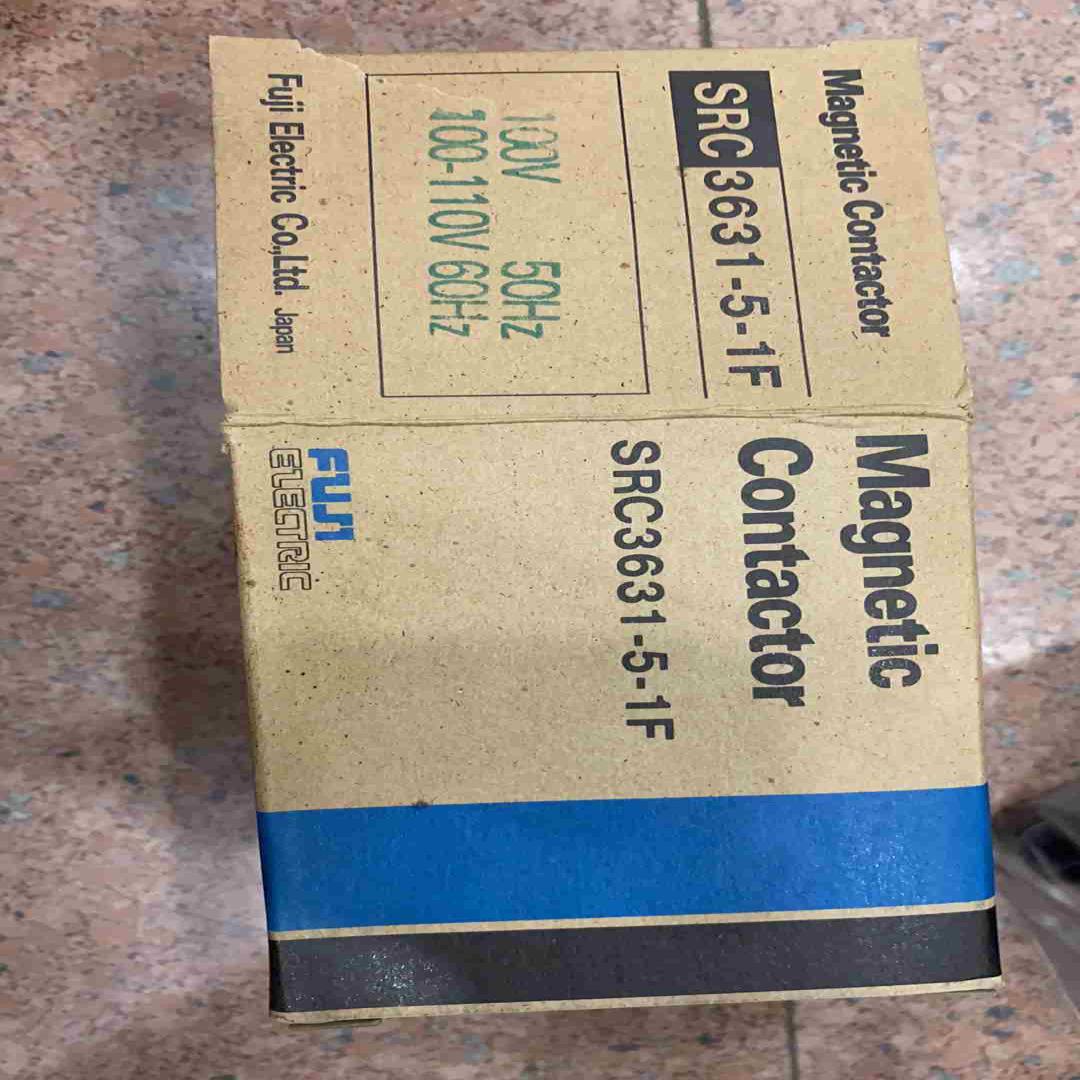 Magnetic Contactor
SRC3631-5-1F
100V 50Hz
100-110V 60Hz
Fuji Electric Co.,Ltd. Japan
Magnetic
Contactor
SRC3631-5-1F
FUJI
ELECTRIC